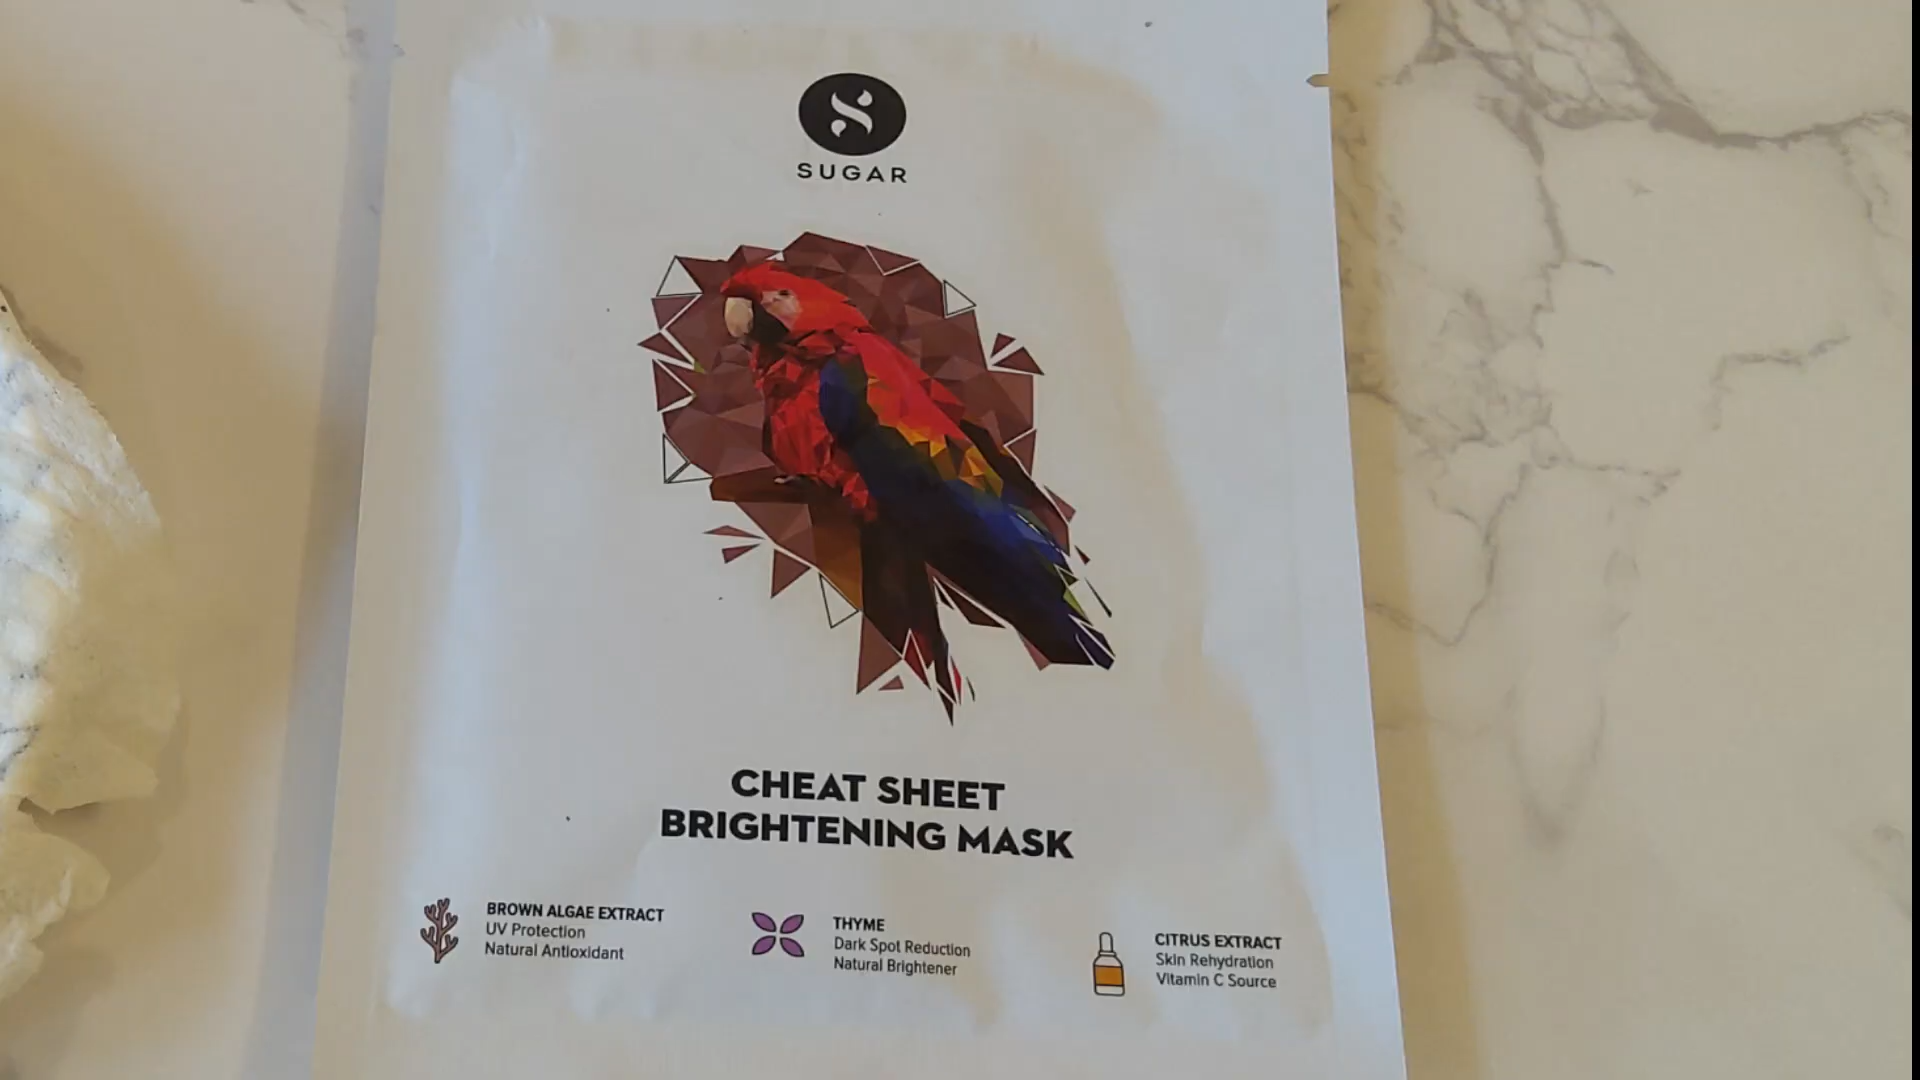 SUGAR
CHEAT SHEET
BRIGHTENING MASK
BROWN ALGAE EXTRACT
UV Protection
Natural Antioxidant
THYME
Dark Spot Reduction
Natural Brightener
CITRUS EXTRACT
Skin Rehydration
Vitamin C Source